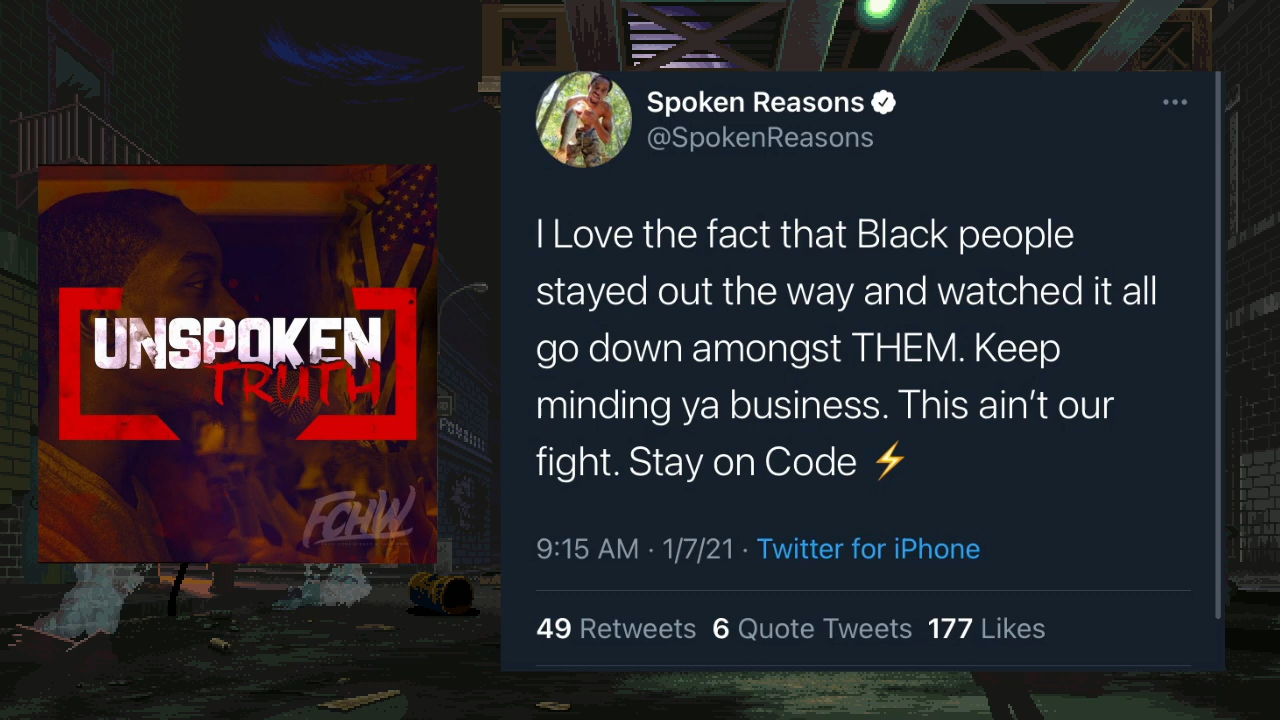 UNSPOKEN
TRUTH
FCHW
Spoken Reasons
@SpokenReasons
I Love the fact that Black people
stayed out the way and watched it all
go down amongst THEM. Keep
minding ya business. This ain’t our
fight. Stay on Code ⚡
9:15 AM · 1/7/21 · Twitter for iPhone
49 Retweets 6 Quote Tweets 177 Likes